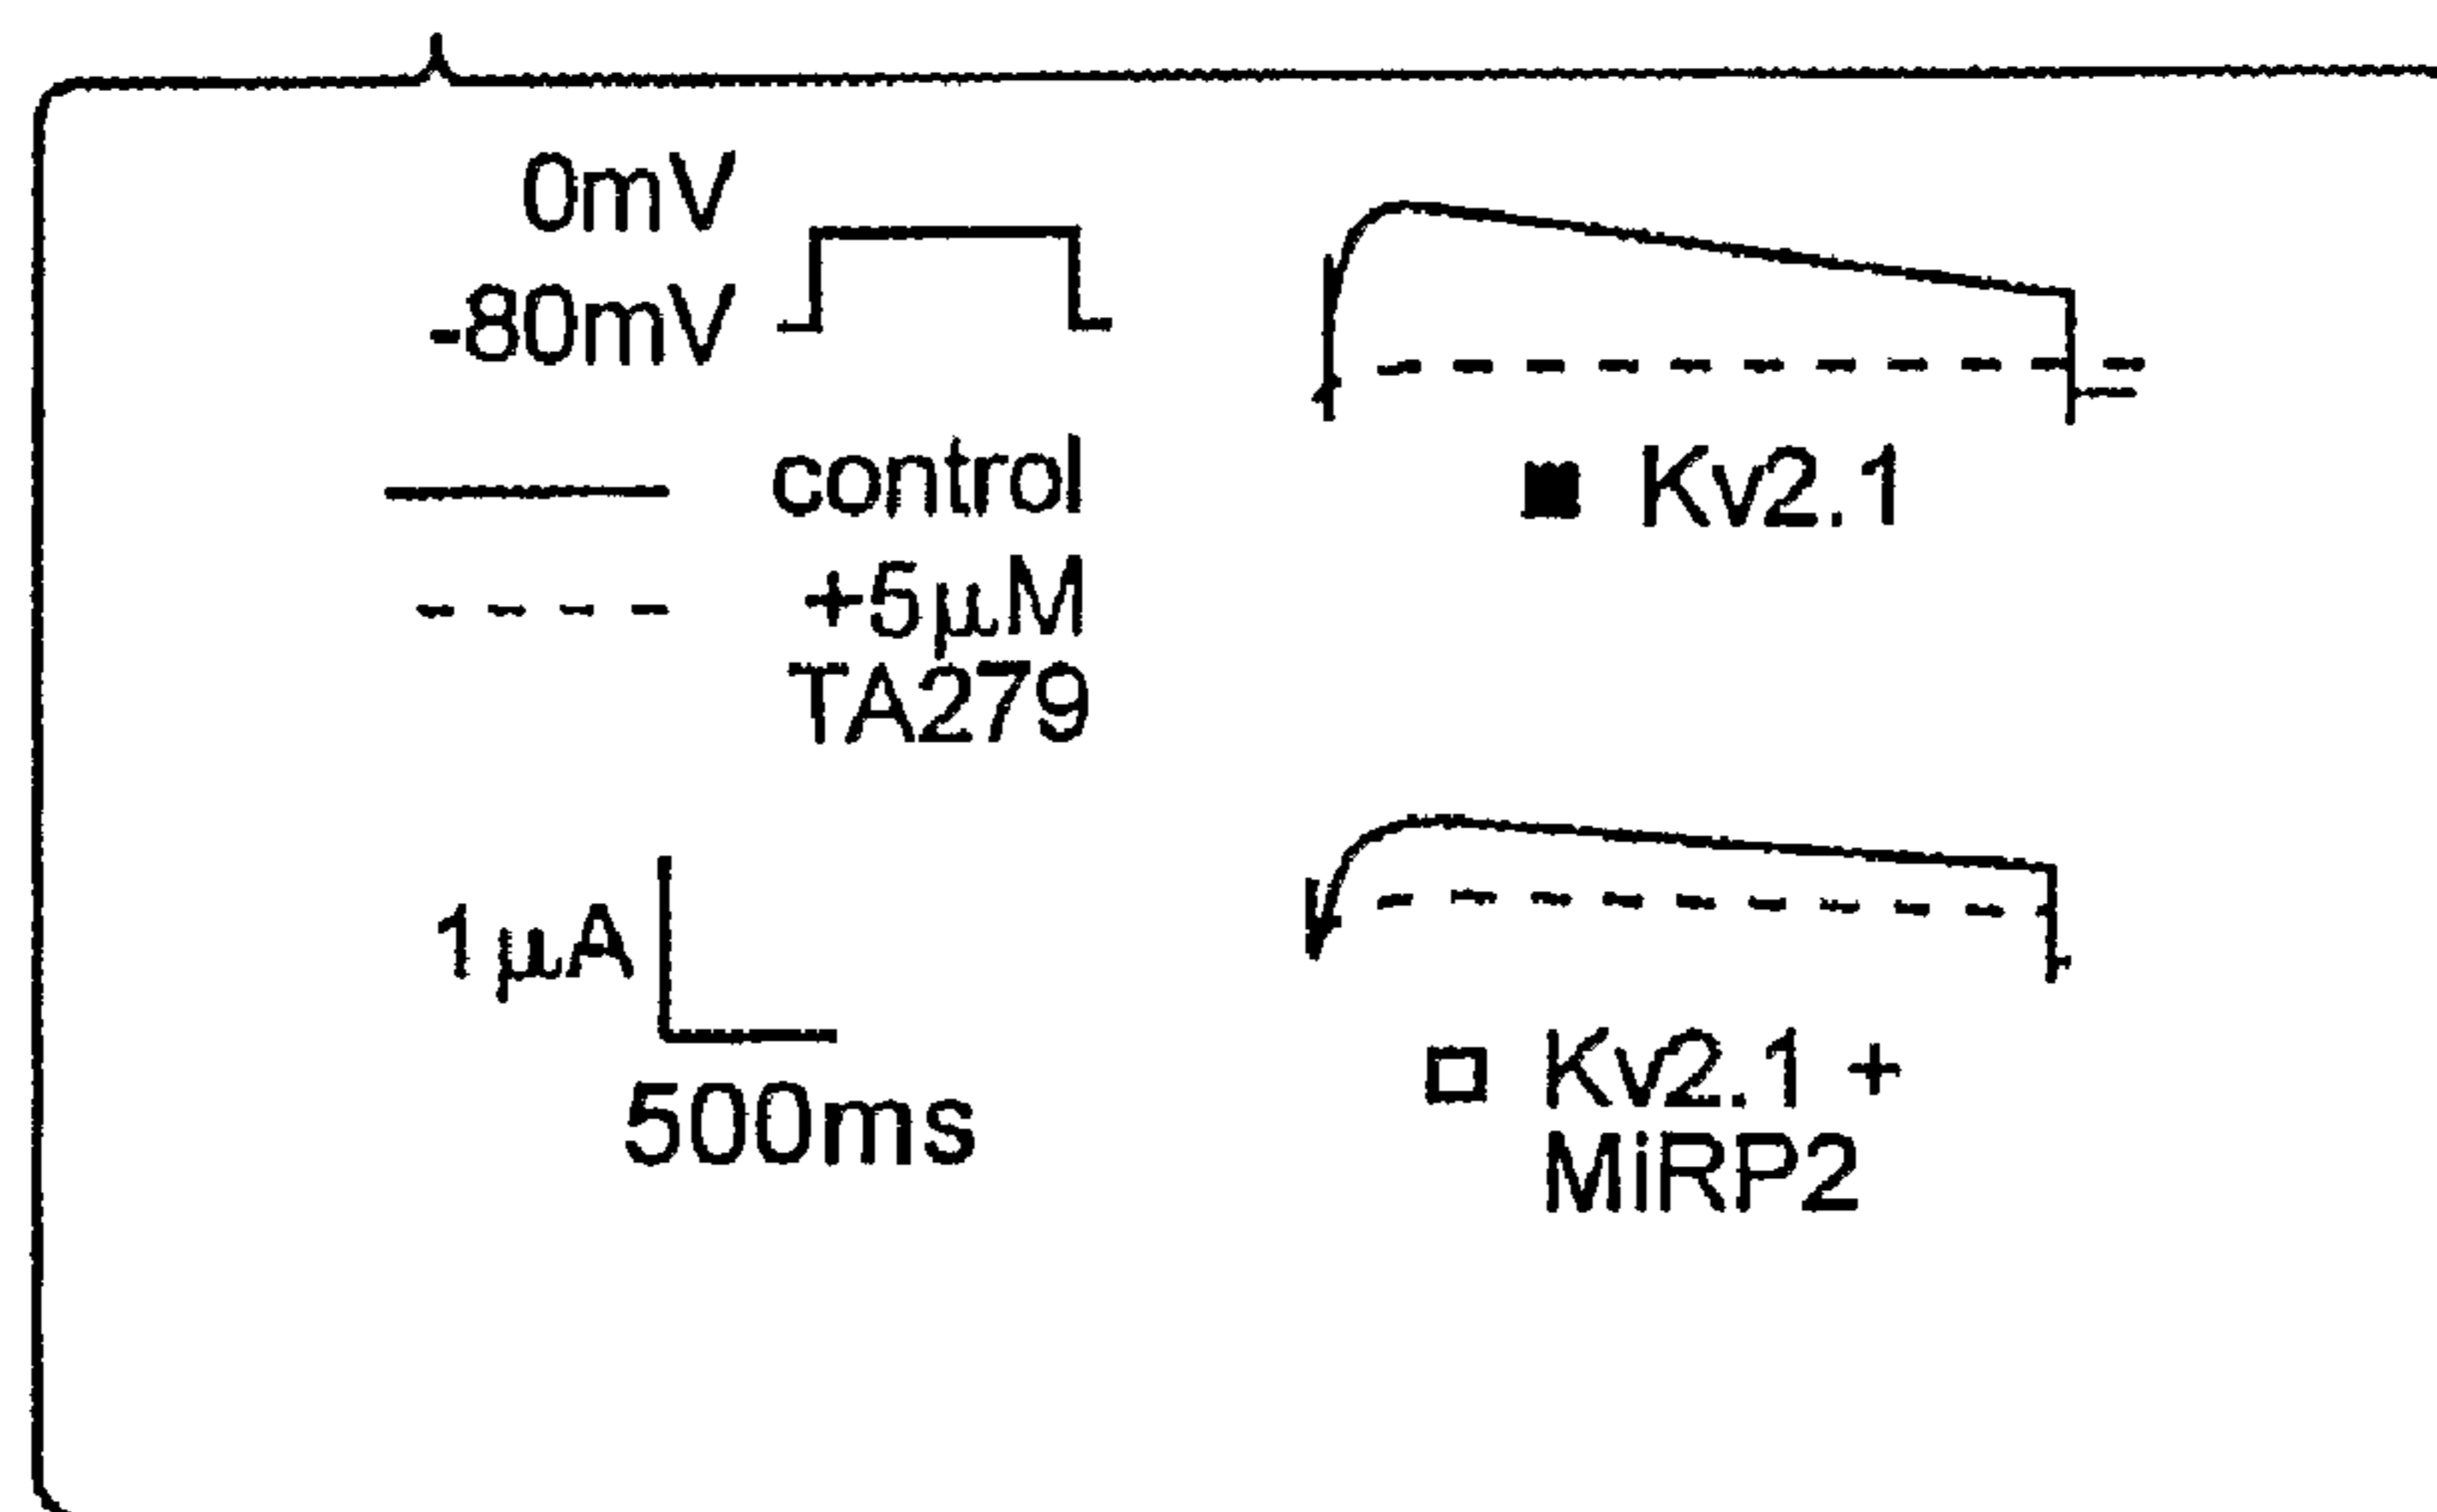 0mV
-80mV
control
+5µM
TA279
1µA
500ms
Kv2.1
Kv2.1 +
MiRP2